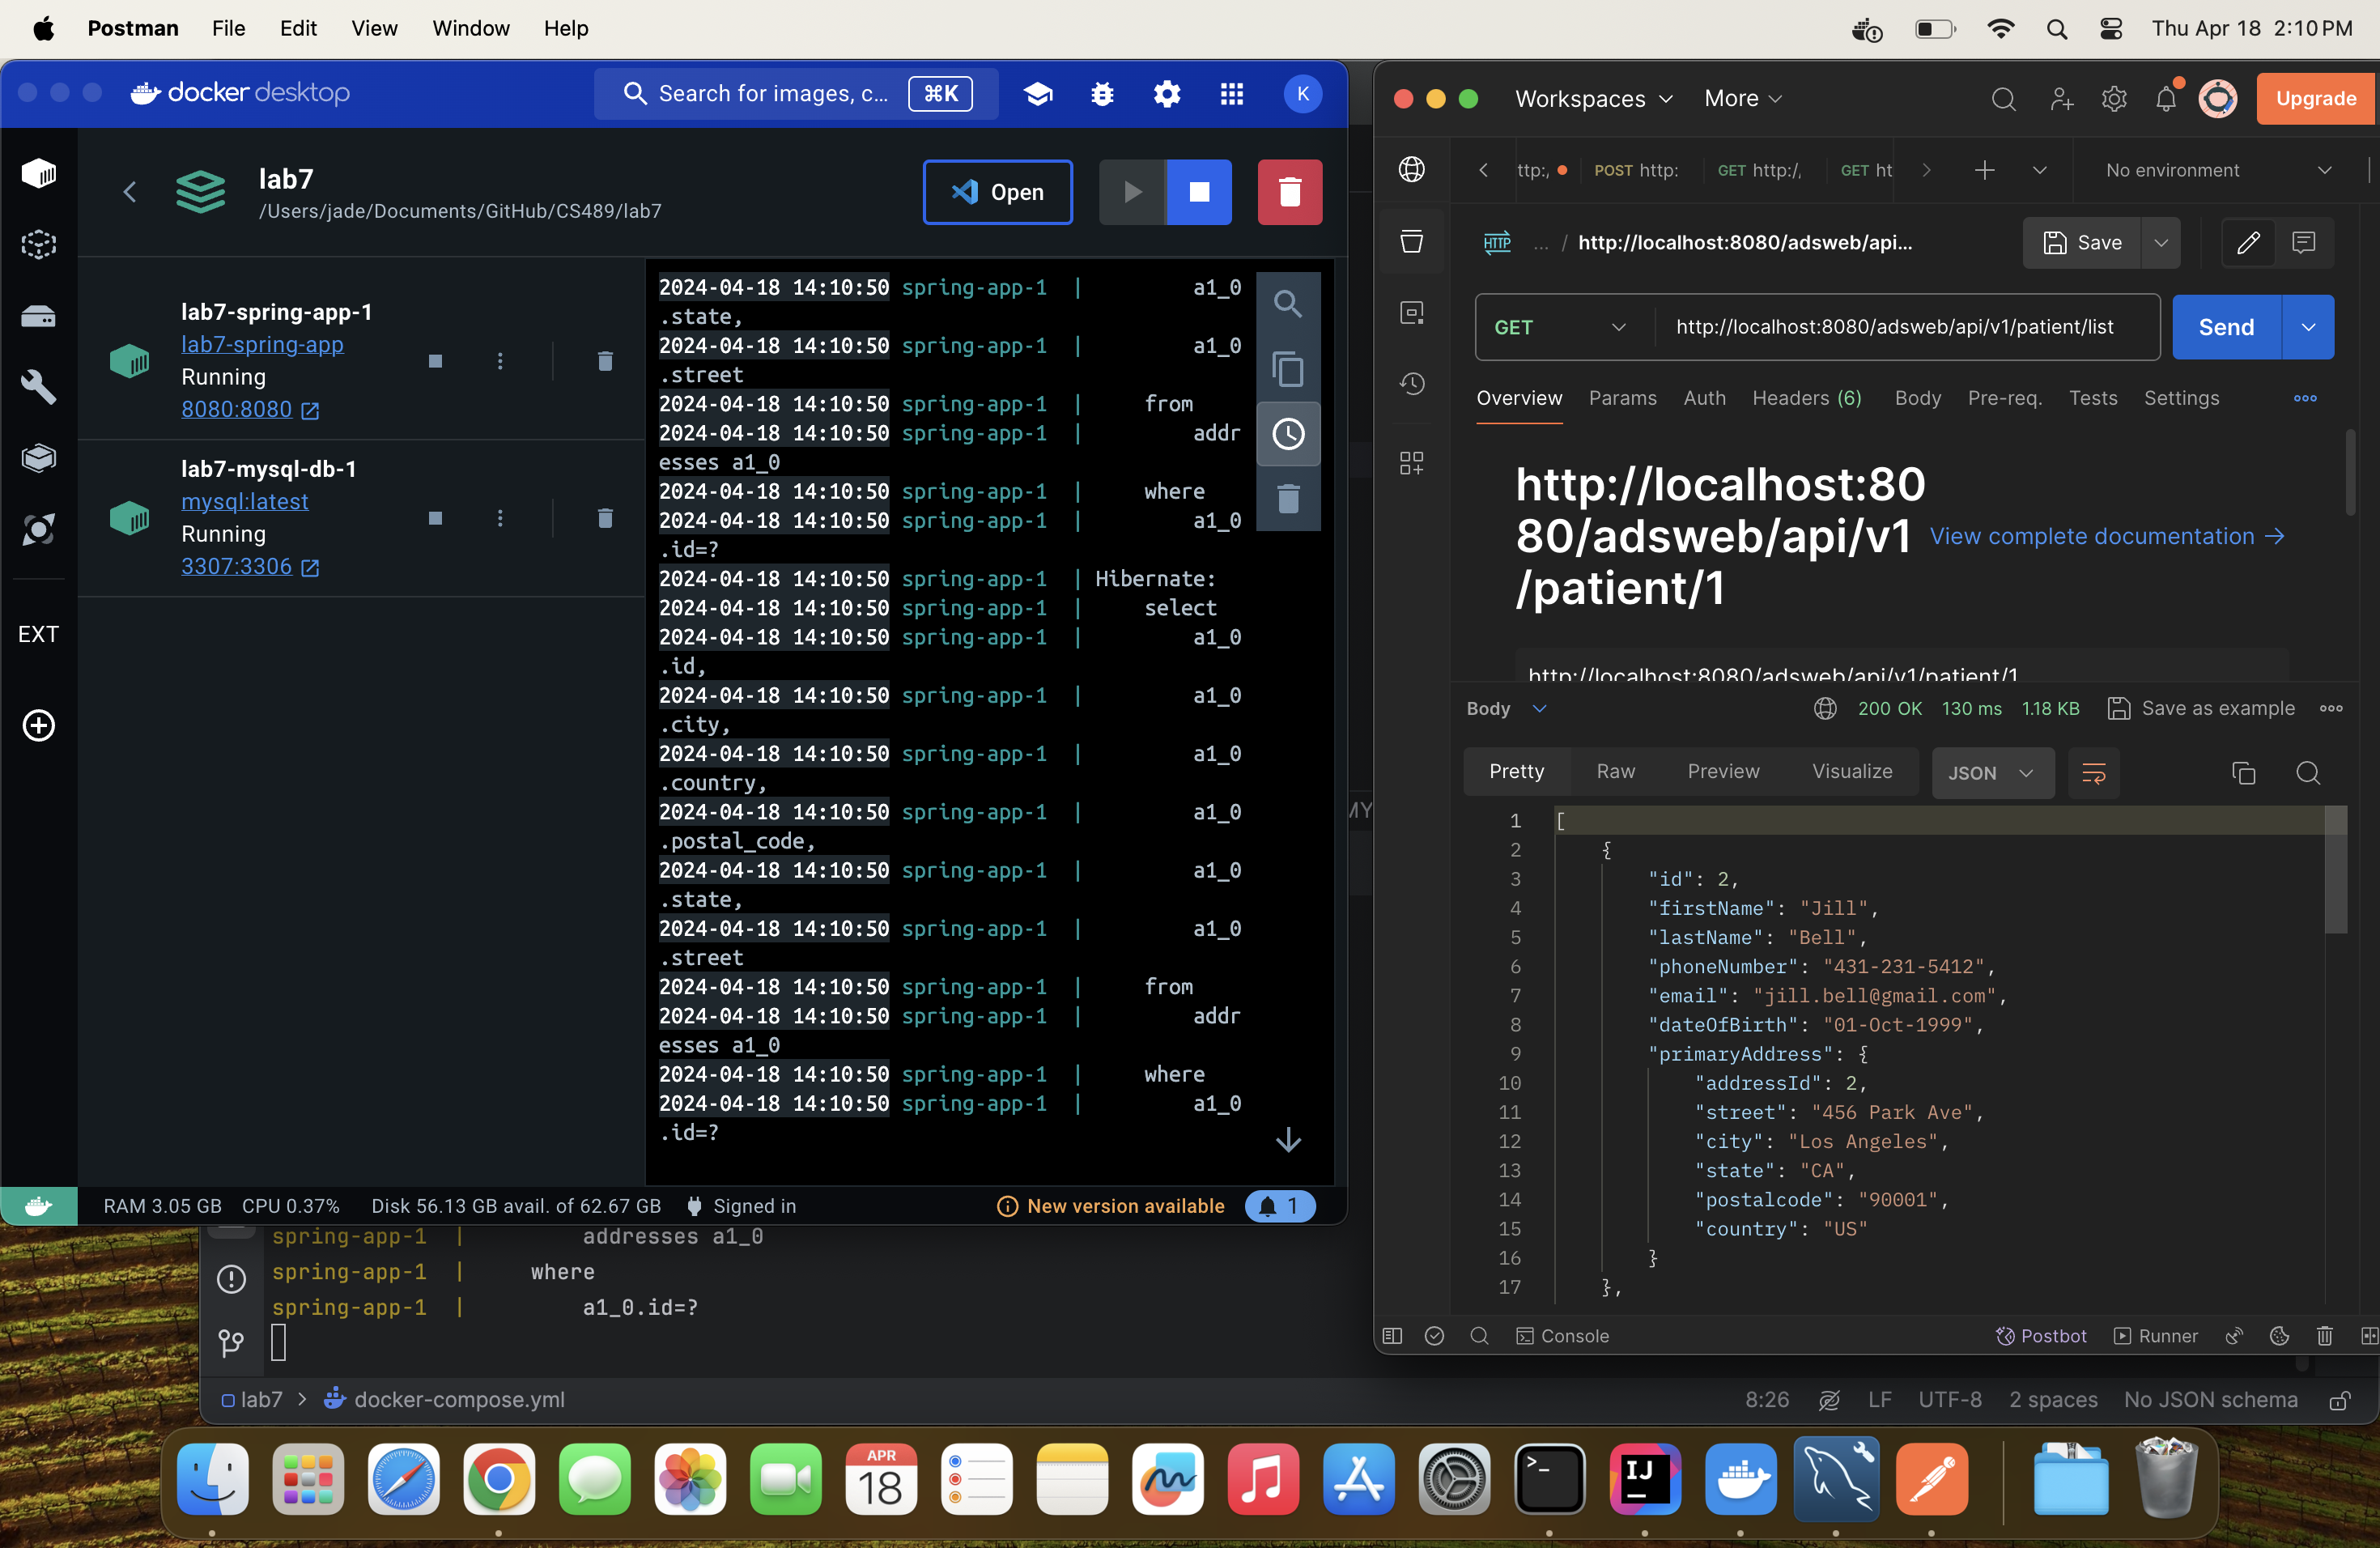 Postman File Edit View Window Help
Thu Apr 18 2:10 PM
docker desktop
Search for images, c... ⌘K
K
lab7
/Users/jade/Documents/GitHub/CS489/lab7
Open
lab7-spring-app-1
lab7-spring-app
Running
8080:8080
lab7-mysql-db-1
mysql:latest
Running
3307:3306
EXT
2024-04-18 14:10:50 spring-app-1 | a1_0
.state,
2024-04-18 14:10:50 spring-app-1 | a1_0
.street
2024-04-18 14:10:50 spring-app-1 | from
2024-04-18 14:10:50 spring-app-1 | addr
esses a1_0
2024-04-18 14:10:50 spring-app-1 | where
2024-04-18 14:10:50 spring-app-1 | a1_0
.id=?
2024-04-18 14:10:50 spring-app-1 | Hibernate:
2024-04-18 14:10:50 spring-app-1 | select
2024-04-18 14:10:50 spring-app-1 | a1_0
.id,
2024-04-18 14:10:50 spring-app-1 | a1_0
.city,
2024-04-18 14:10:50 spring-app-1 | a1_0
.country,
2024-04-18 14:10:50 spring-app-1 | a1_0
.postal_code,
2024-04-18 14:10:50 spring-app-1 | a1_0
.state,
2024-04-18 14:10:50 spring-app-1 | a1_0
.street
2024-04-18 14:10:50 spring-app-1 | from
2024-04-18 14:10:50 spring-app-1 | addr
esses a1_0
2024-04-18 14:10:50 spring-app-1 | where
2024-04-18 14:10:50 spring-app-1 | a1_0
.id=?
RAM 3.05 GB CPU 0.37% Disk 56.13 GB avail. of 62.67 GB Signed in New version available 1
spring-app-1 | addresses a1_0
spring-app-1 | where
spring-app-1 | a1_0.id=?
MY
Workspaces More Upgrade
ttp:/ POST http: GET http:/ GET ht No environment
HTTP ... / http://localhost:8080/adsweb/api... Save
GET http://localhost:8080/adsweb/api/v1/patient/list Send
Overview Params Auth Headers (6) Body Pre-req. Tests Settings
http://localhost:80
80/adsweb/api/v1
/patient/1
View complete documentation →
http://localhost:8080/adsweb/api/v1/patient/1
Body 200 OK 130 ms 1.18 KB Save as example
Pretty Raw Preview Visualize JSON
1 [
2 {
3 "id": 2,
4 "firstName": "Jill",
5 "lastName": "Bell",
6 "phoneNumber": "431-231-5412",
7 "email": "jill.bell@gmail.com",
8 "dateOfBirth": "01-Oct-1999",
9 "primaryAddress": {
10 "addressId": 2,
11 "street": "456 Park Ave",
12 "city": "Los Angeles",
13 "state": "CA",
14 "postalcode": "90001",
15 "country": "US"
16 }
17 },
Console Postbot Runner
lab7 > docker-compose.yml
8:26 LF UTF-8 2 spaces No JSON schema
APR
18
>_
IJ